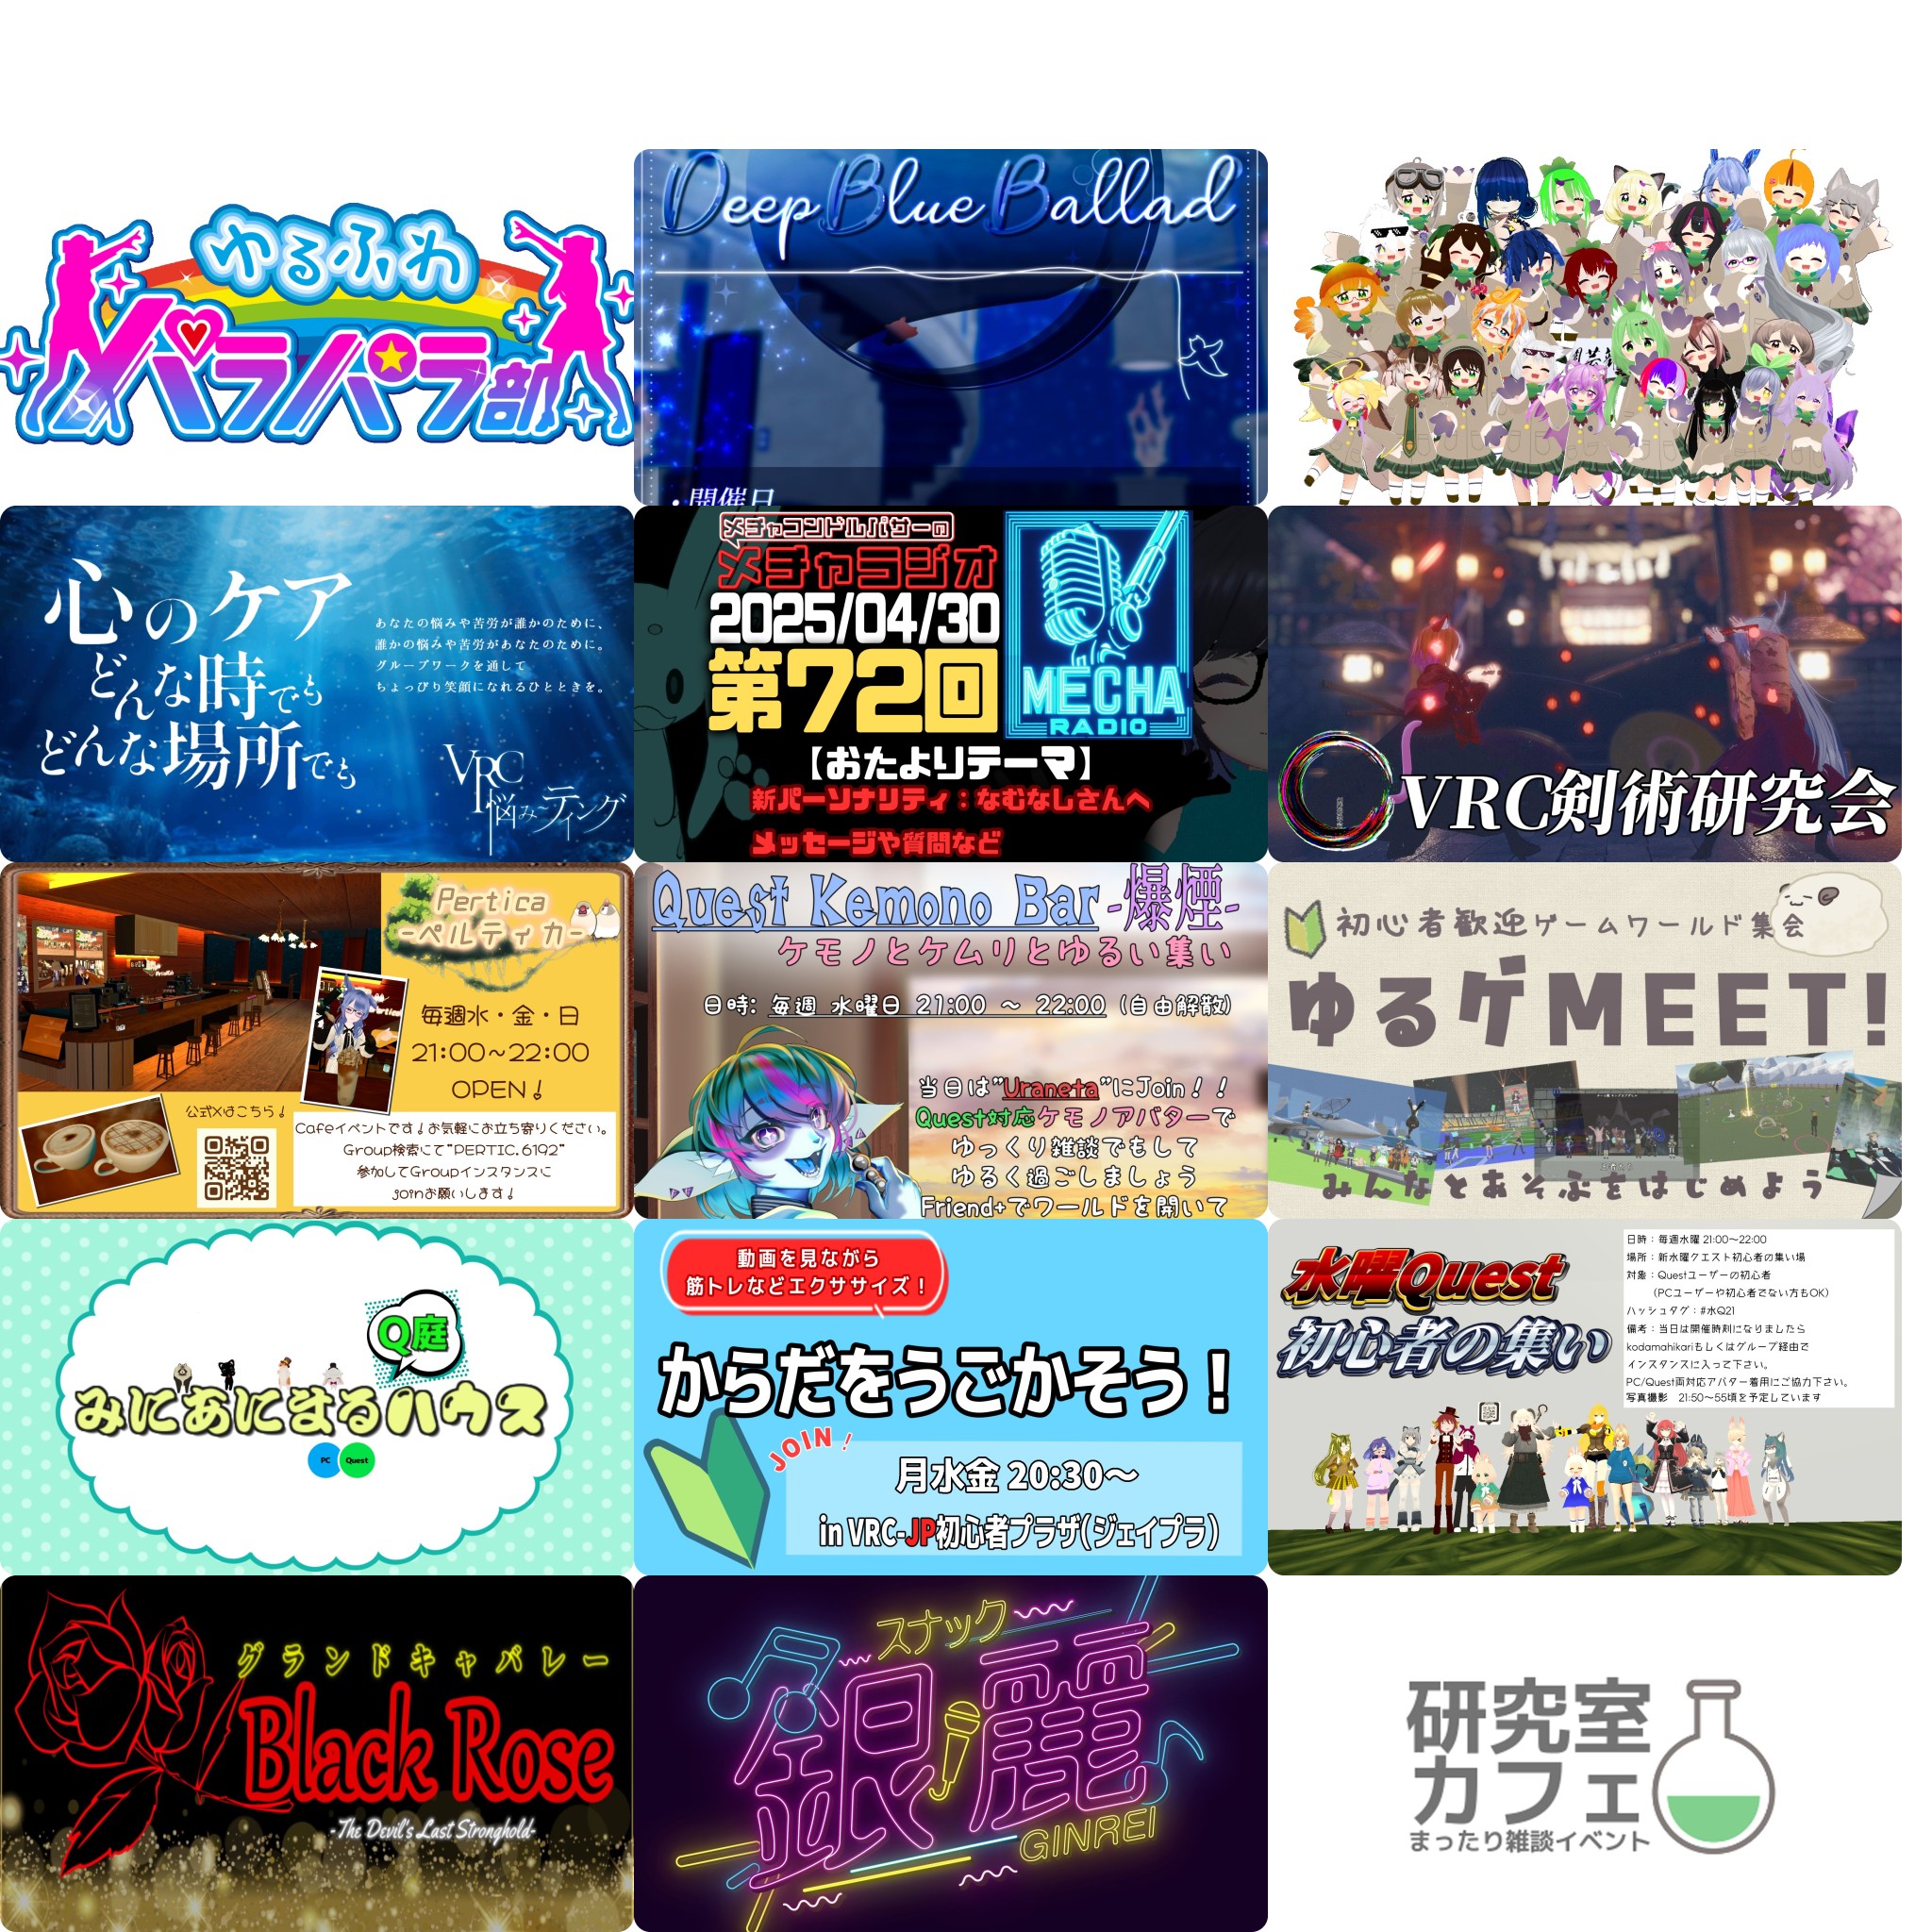 ゆるふわ
パラパラ部
Deep Blue Ballad
・開催日
心のケア
どんな時でも
どんな場所でも
あなたの悩みや苦労が誰かのために、
誰かの悩みや苦労があなたのために。
グループワークを通して
ちょっぴり笑顔になれるひとときを。
VRC
悩みーティング
メチャコンドルパサーの
メチャラジオ
2025/04/30
第72回
MECHA
RADIO
【おたよりテーマ】
新パーソナリティ：なむなしさんへ
メッセージや質問など
VRC剣術研究会
Pertica
-ペルティカ-
毎週水・金・日
21:00~22:00
OPEN！
公式Xはこちら！
Cafeイベントです！お気軽にお立ち寄りください。
Group検索にて"PERTIC.6192"
参加してGroupインスタンスに
joinお願いします！
Quest Kemono Bar-爆煙-
ケモノとケムリとゆるい集い
日時: 毎週 水曜日 21:00 ～ 22:00 (自由解散)
当日は"Uraneta"にJoin！！
Quest対応ケモノアバターで
ゆっくり雑談でもして
ゆるく過ごしましょう
Friend+でワールドを開いて
初心者歓迎ゲームワールド集会
ゆるゲMEET!
みんなとあそぶをはじめよう
Q庭
みにあにまるハウス
PC
Quest
動画を見ながら
筋トレなどエクササイズ！
からだをうごかそう！
JOIN！
月水金 20:30～
in VRC-JP初心者プラザ(ジェイプラ)
水曜Quest
初心者の集い
日時：毎週水曜 21:00～22:00
場所：新水曜クエスト初心者の集い場
対象：Questユーザーの初心者
（PCユーザーや初心者でない方もOK）
ハッシュタグ：#水Q21
備考：当日は開催時刻になりましたら
kodamahikariもしくはグループ経由で
インスタンスに入って下さい。
PC/Quest両対応アバター着用にご協力下さい。
写真撮影　21:50～55頃を予定しています
グランドキャバレー
Black Rose
-The Devil's Last Stronghold-
スナック
銀麗
GINREI
研究室
カフェ
まったり雑談イベント